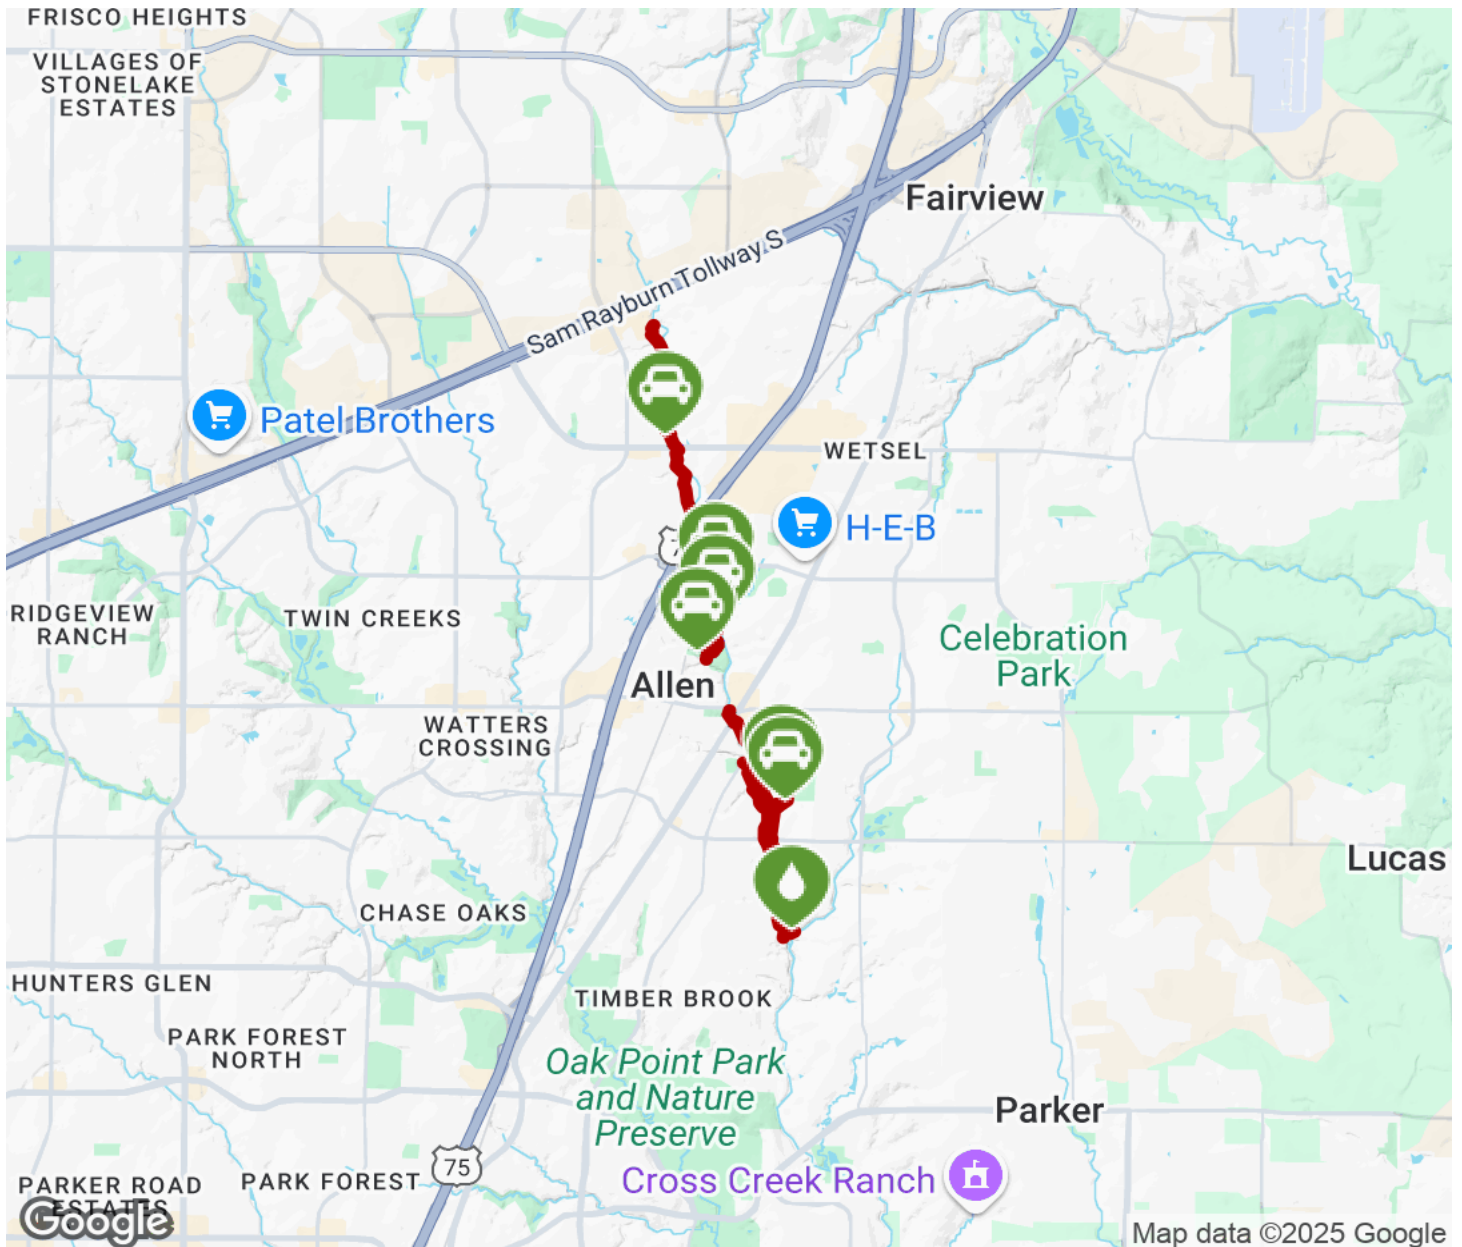 FRISCO HEIGHTS
VILLAGES OF
STONELAKE
ESTATES
Fairview
Sam Rayburn Tollway S
Patel Brothers
WETSEL
H-E-B
RIDGEVIEW
RANCH
TWIN CREEKS
Celebration
Park
Allen
WATTERS
CROSSING
Lucas
CHASE OAKS
HUNTERS GLEN
TIMBER BROOK
PARK FOREST
NORTH
Oak Point Park
and Nature
Preserve
Parker
75
PARK FOREST
Cross Creek Ranch
PARKER ROAD
ESTATES
Google
Map data ©2025 Google